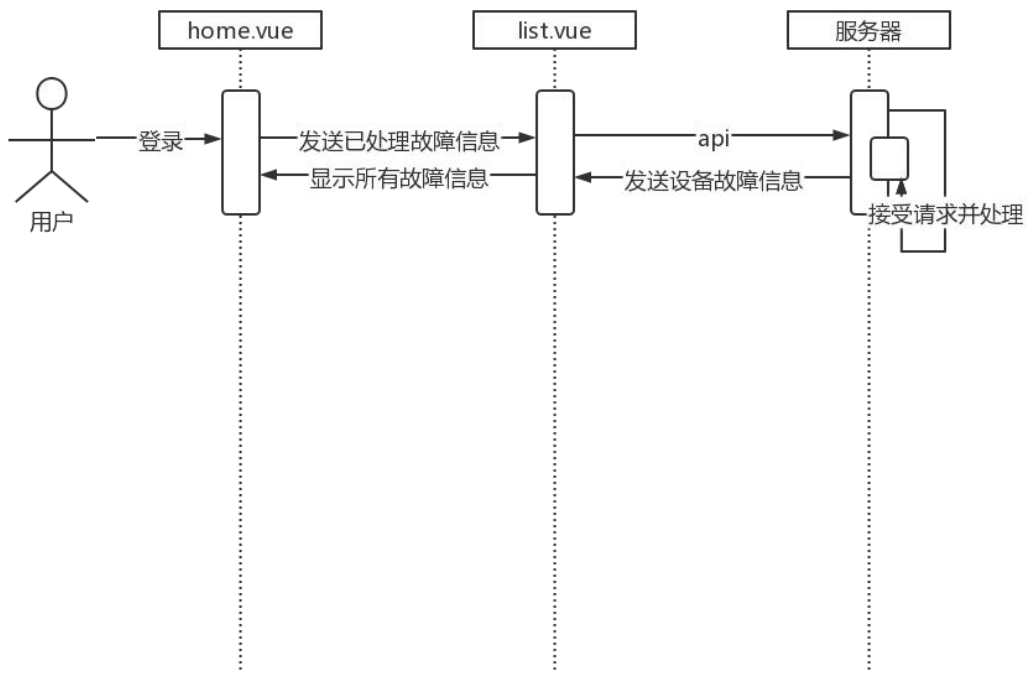 home.vue
list.vue
服务器
登录
发送已处理故障信息
api
显示所有故障信息
发送设备故障信息
用户
接受请求并处理